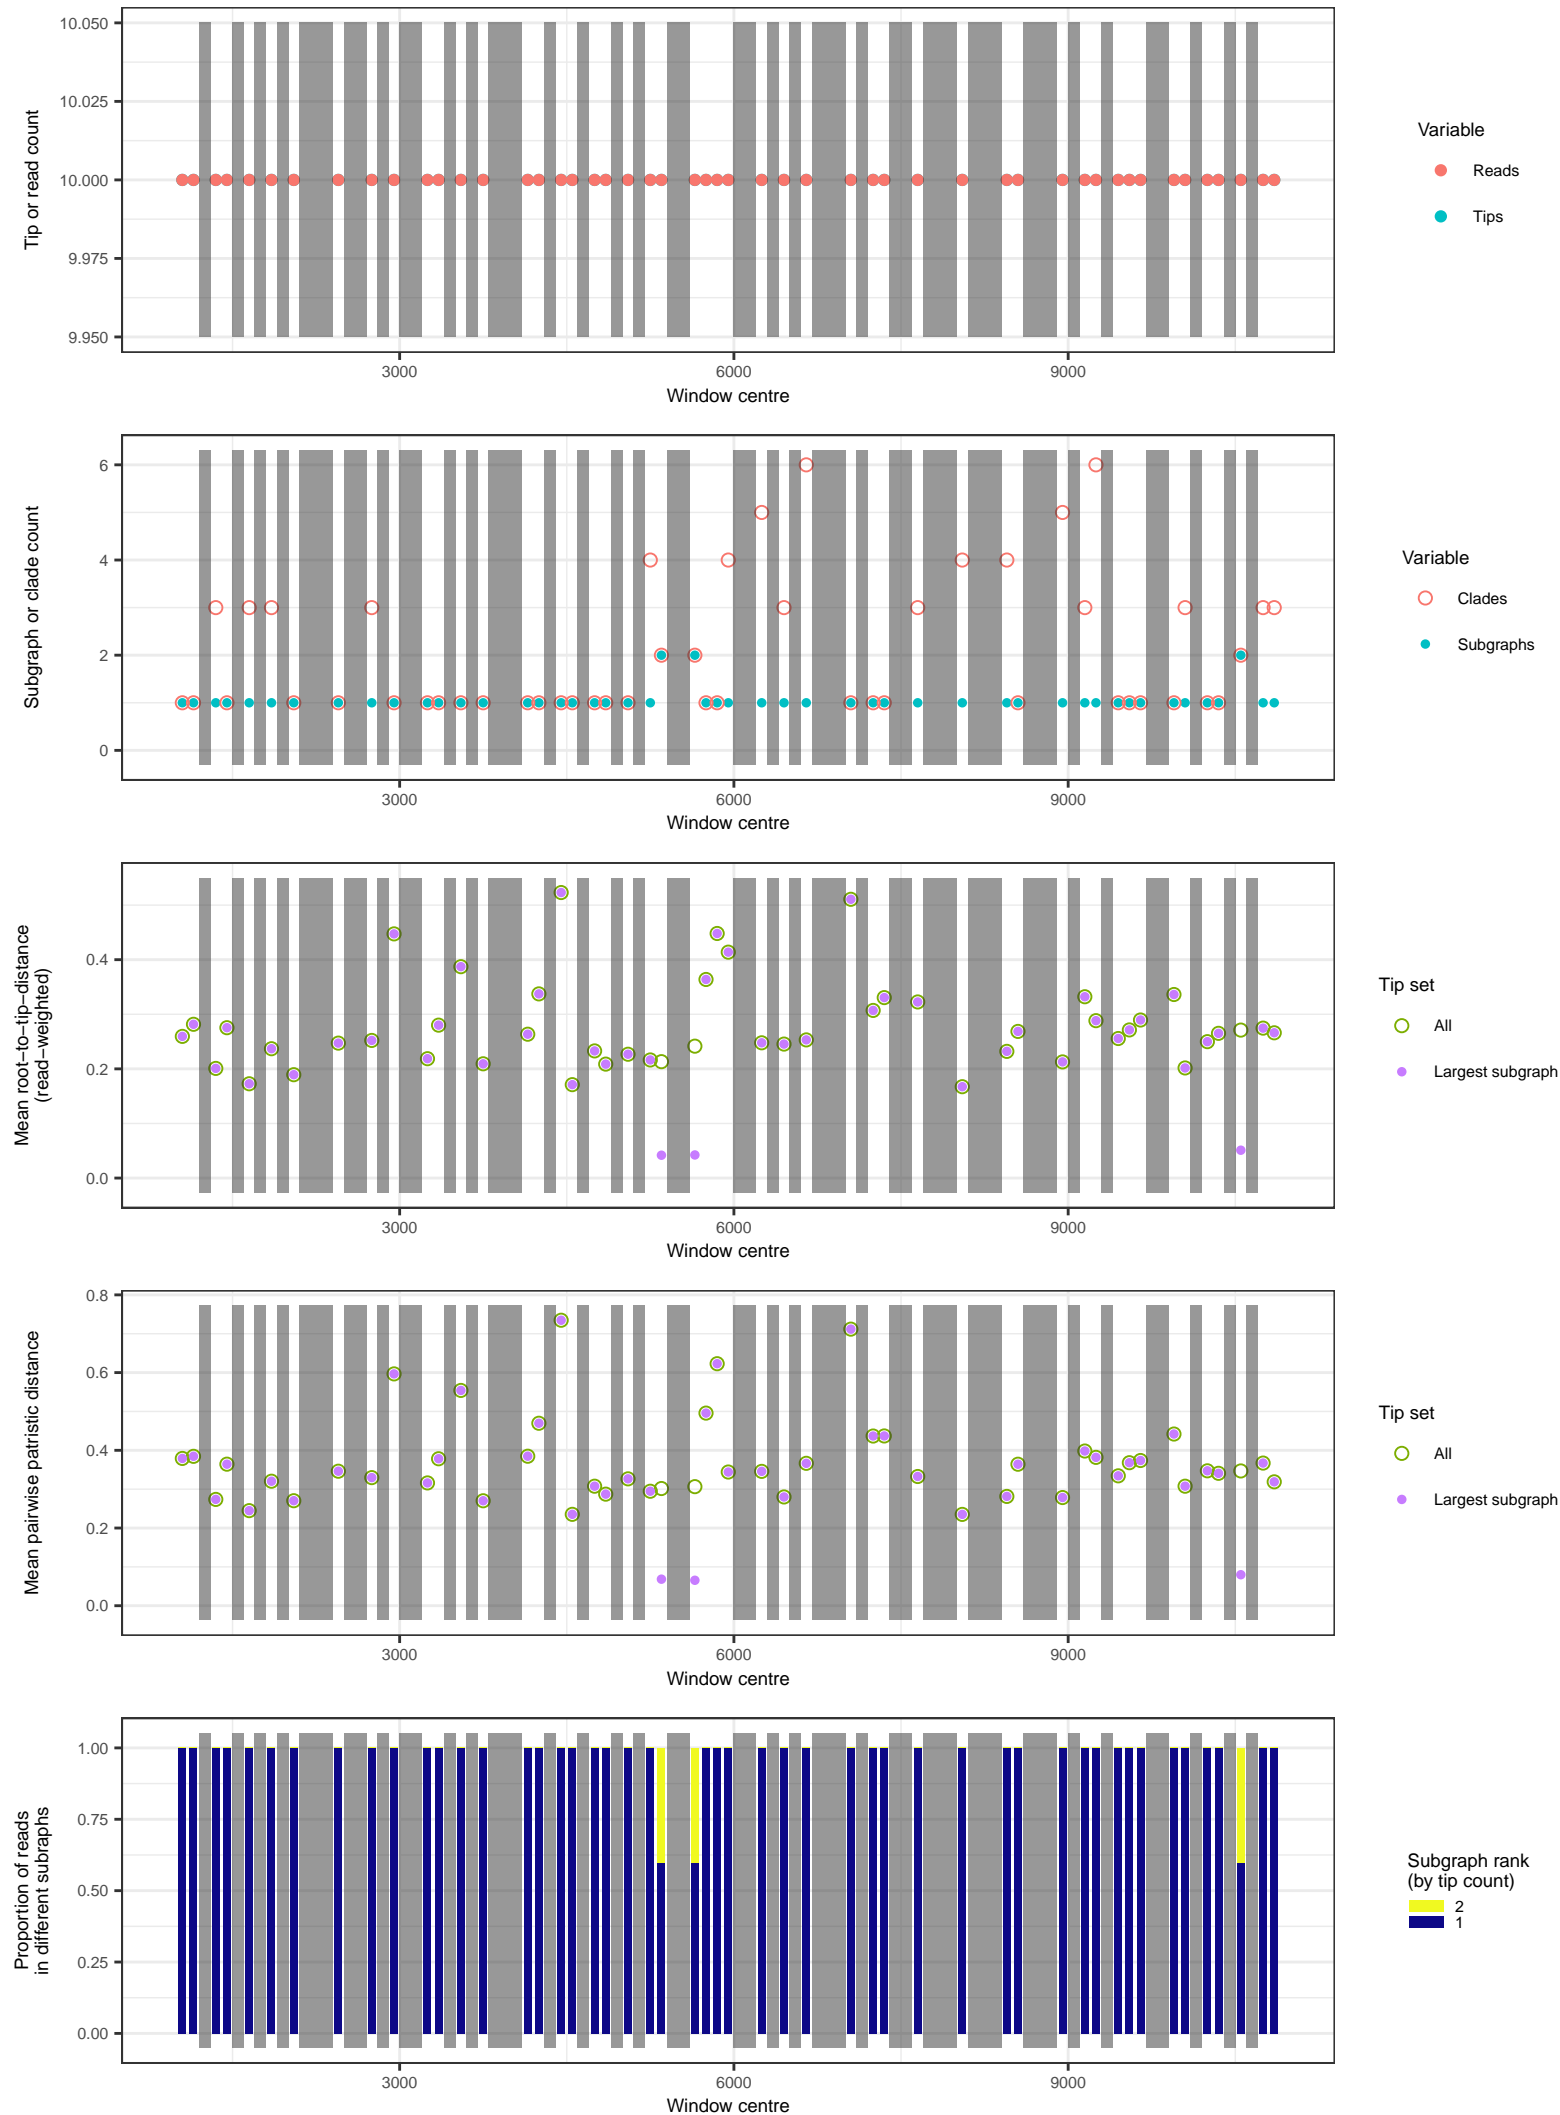 10.050
10.025
10.000
9.975
9.950
Tip or read count
3000
6000
9000
Window centre
Variable
Reads
Tips
6
4
2
0
Subgraph or clade count
3000
6000
9000
Window centre
Variable
Clades
Subgraphs
0.4
0.2
0.0
Mean root−to−tip−distance
(read−weighted)
3000
6000
9000
Window centre
Tip set
All
Largest subgraph
0.8
0.6
0.4
0.2
0.0
Mean pairwise patristic distance
3000
6000
9000
Window centre
Tip set
All
Largest subgraph
1.00
0.75
0.50
0.25
0.00
Proportion of reads
in different subraphs
3000
6000
9000
Window centre
Subgraph rank
(by tip count)
2
1